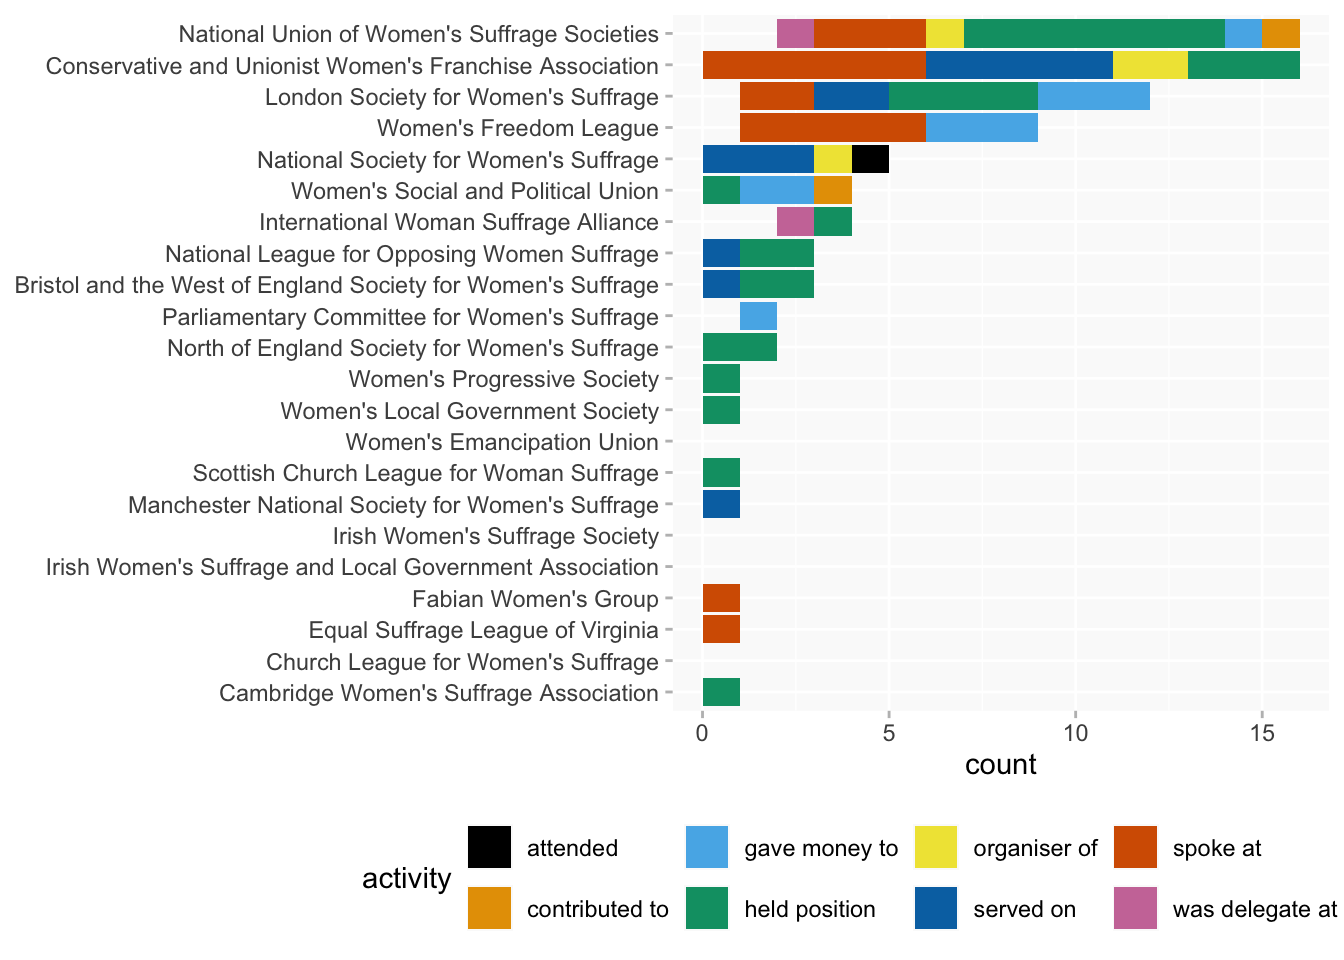 National Union of Women's Suffrage Societies
Conservative and Unionist Women's Franchise Association
London Society for Women's Suffrage
Women's Freedom League
National Society for Women's Suffrage
Women's Social and Political Union
International Woman Suffrage Alliance
National League for Opposing Women Suffrage
Bristol and the West of England Society for Women's Suffrage
Parliamentary Committee for Women's Suffrage
North of England Society for Women's Suffrage
Women's Progressive Society
Women's Local Government Society
Women's Emancipation Union
Scottish Church League for Woman Suffrage
Manchester National Society for Women's Suffrage
Irish Women's Suffrage Society
Irish Women's Suffrage and Local Government Association
Fabian Women's Group
Equal Suffrage League of Virginia
Church League for Women's Suffrage
Cambridge Women's Suffrage Association
0 5 10 15
count
activity
attended gave money to organiser of spoke at
contributed to held position served on was delegate at